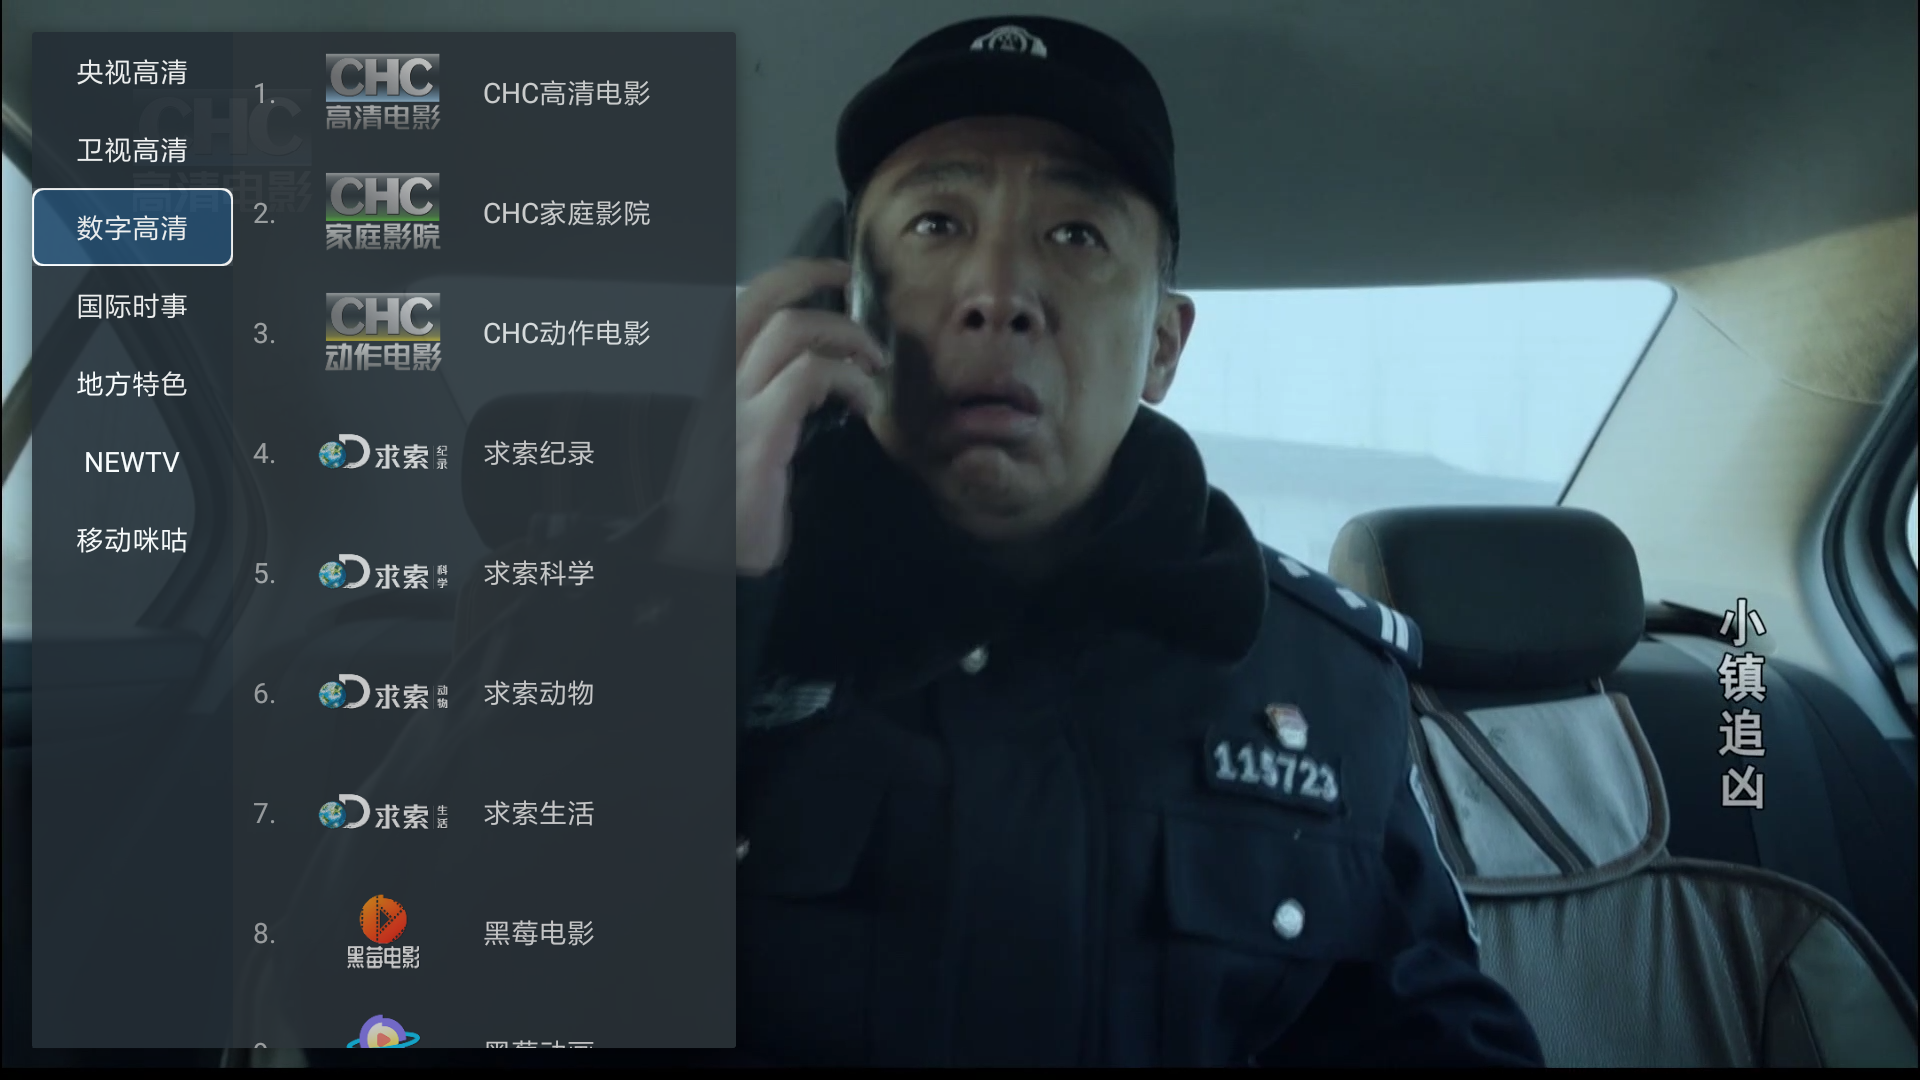 央视高清
卫视高清
数字高清
国际时事
地方特色
NEWTV
移动咪咕
CHC
高清电影
1.
CHC
高清电影
CHC高清电影
2.
CHC
家庭影院
CHC家庭影院
3.
CHC
动作电影
CHC动作电影
4.
求索
纪录
求索纪录
5.
求索
科学
求索科学
6.
求索
动物
求索动物
7.
求索
生活
求索生活
8.
黑莓电影
黑莓电影
115723
小镇追凶